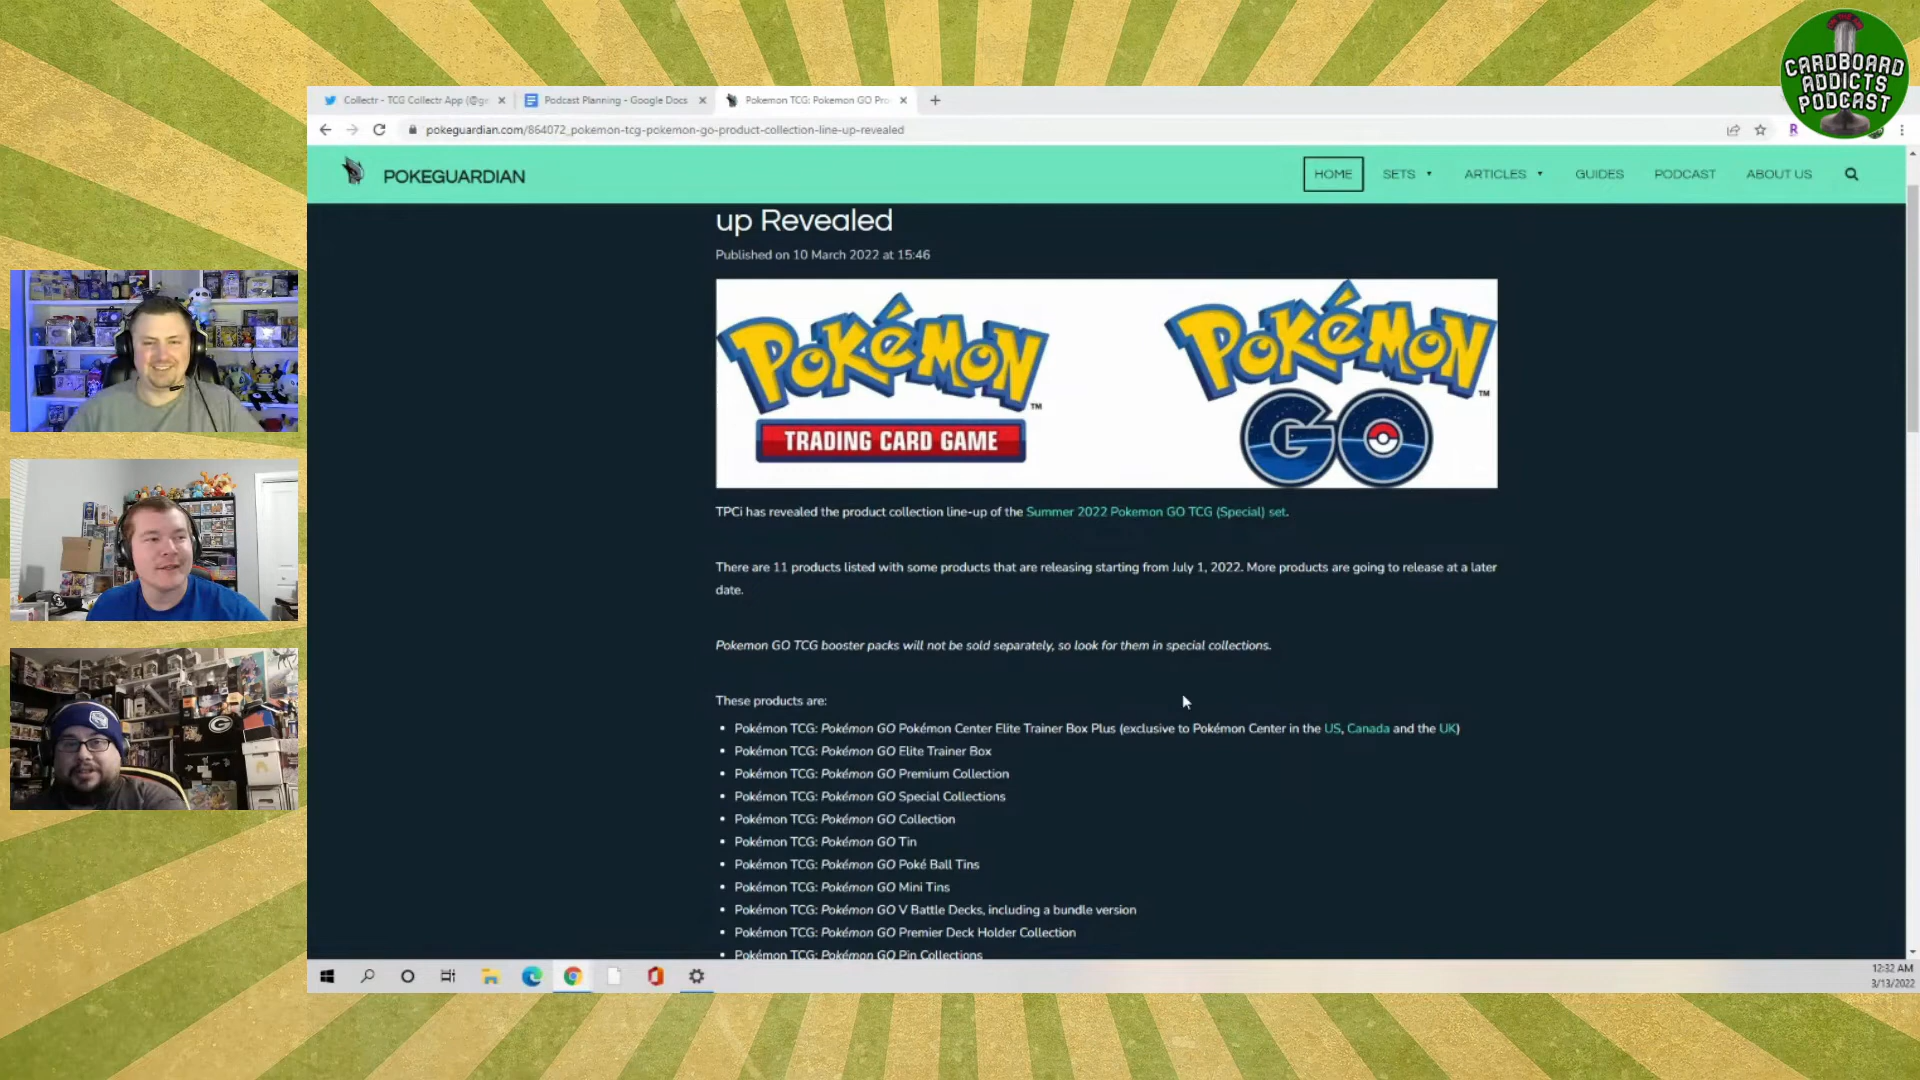 CARDBOARD
ADDICTS
PODCAST
Collectr - TCG Collectr App (@ge
Podcast Planning - Google Docs
Pokemon TCG: Pokemon GO Pro
pokeguardian.com/864072_pokemon-tcg-pokemon-go-product-collection-line-up-revealed
R
POKEGUARDIAN
HOME
SETS
ARTICLES
GUIDES
PODCAST
ABOUT US
up Revealed
Published on 10 March 2022 at 15:46
POKéMON TM
TRADING CARD GAME
POKéMON TM
GO
TPCi has revealed the product collection line-up of the Summer 2022 Pokemon GO TCG (Special) set.
There are 11 products listed with some products that are releasing starting from July 1, 2022. More products are going to release at a later
date.
Pokemon GO TCG booster packs will not be sold separately, so look for them in special collections.
These products are:
• Pokémon TCG: Pokémon GO Pokémon Center Elite Trainer Box Plus (exclusive to Pokémon Center in the US, Canada and the UK)
• Pokémon TCG: Pokémon GO Elite Trainer Box
• Pokémon TCG: Pokémon GO Premium Collection
• Pokémon TCG: Pokémon GO Special Collections
• Pokémon TCG: Pokémon GO Collection
• Pokémon TCG: Pokémon GO Tin
• Pokémon TCG: Pokémon GO Poké Ball Tins
• Pokémon TCG: Pokémon GO Mini Tins
• Pokémon TCG: Pokémon GO V Battle Decks, including a bundle version
• Pokémon TCG: Pokémon GO Premier Deck Holder Collection
• Pokémon TCG: Pokémon GO Pin Collections
12:32 AM
3/13/2022